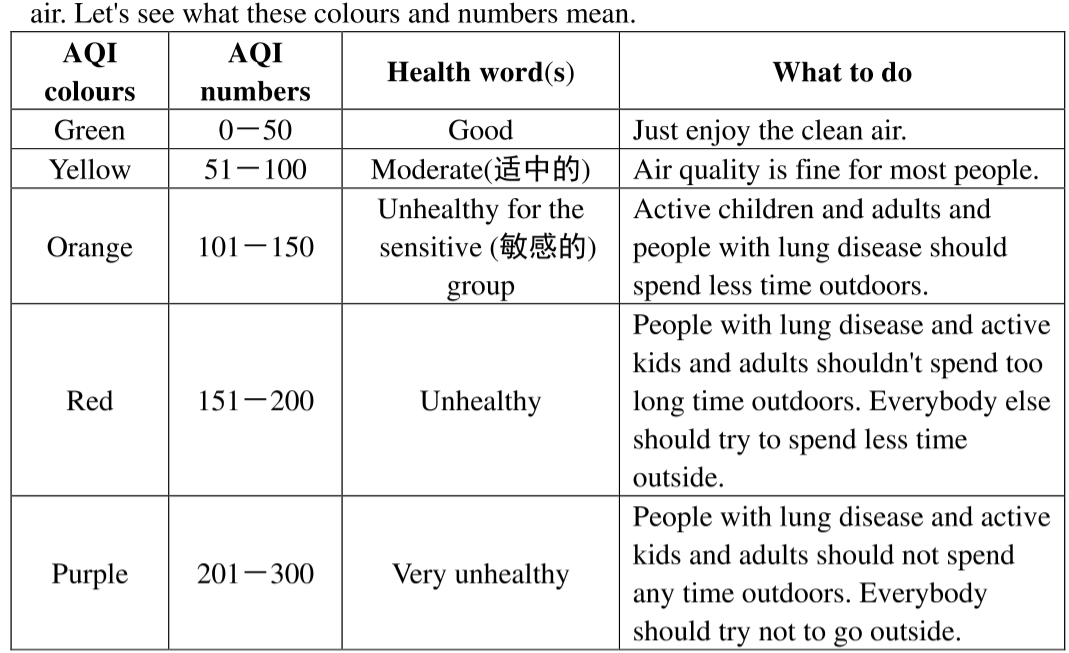 air. Let's see what these colours and numbers mean.
AQI colours | AQI numbers | Health word(s) | What to do
Green | 0—50 | Good | Just enjoy the clean air.
Yellow | 51—100 | Moderate(适中的) | Air quality is fine for most people.
Orange | 101—150 | Unhealthy for the sensitive (敏感的) group | Active children and adults and people with lung disease should spend less time outdoors.
Red | 151—200 | Unhealthy | People with lung disease and active kids and adults shouldn't spend too long time outdoors. Everybody else should try to spend less time outside.
Purple | 201—300 | Very unhealthy | People with lung disease and active kids and adults should not spend any time outdoors. Everybody should try not to go outside.